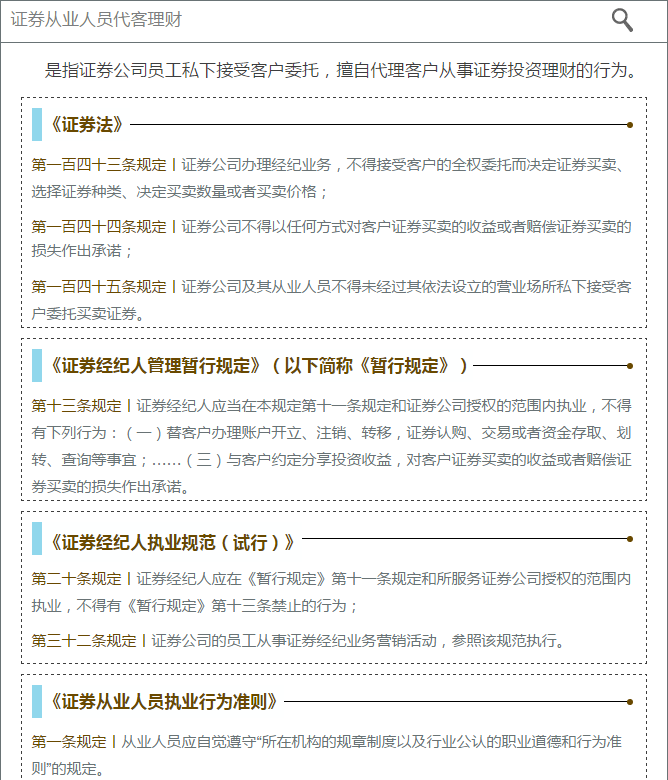 证券从业人员代客理财
是指证券公司员工私下接受客户委托，擅自代理客户从事证券投资理财的行为。
《证券法》
第一百四十三条规定丨证券公司办理经纪业务，不得接受客户的全权委托而决定证券买卖、
选择证券种类、决定买卖数量或者买卖价格；
第一百四十四条规定丨证券公司不得以任何方式对客户证券买卖的收益或者赔偿证券买卖的
损失作出承诺；
第一百四十五条规定丨证券公司及其从业人员不得未经过其依法设立的营业场所私下接受客
户委托买卖证券。
《证券经纪人管理暂行规定》（以下简称《暂行规定》）
第十三条规定丨证券经纪人应当在本规定第十一条规定和证券公司授权的范围内执业，不得
有下列行为：（一）替客户办理账户开立、注销、转移，证券认购、交易或者资金存取、划
转、查询等事宜；……（三）与客户约定分享投资收益，对客户证券买卖的收益或者赔偿证
券买卖的损失作出承诺。
《证券经纪人执业规范（试行）》
第二十条规定丨证券经纪人应在《暂行规定》第十一条规定和所服务证券公司授权的范围内
执业，不得有《暂行规定》第十三条禁止的行为；
第三十二条规定丨证券公司的员工从事证券经纪业务营销活动，参照该规范执行。
《证券从业人员执业行为准则》
第一条规定丨从业人员应自觉遵守“所在机构的规章制度以及行业公认的职业道德和行为准
则”的规定。